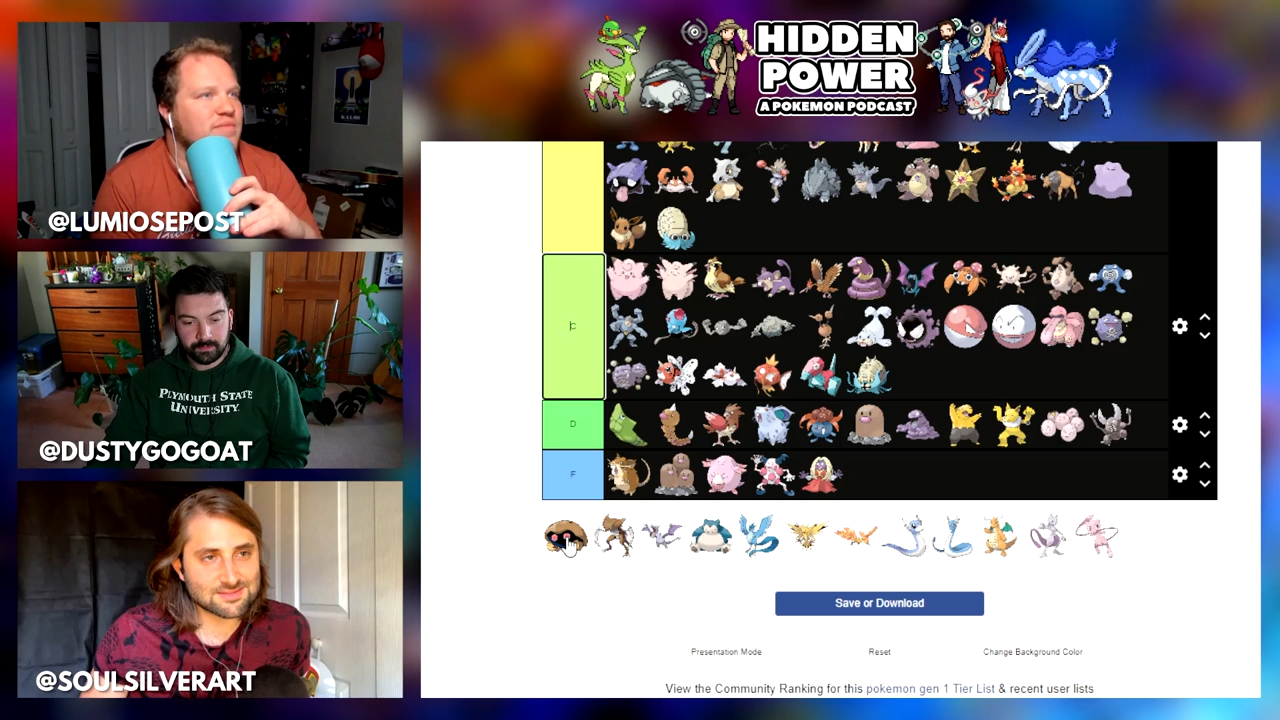 HIDDEN
POWER
A POKEMON PODCAST
@LUMIOSEPOST
C
PLYMOUTH STATE
UNIVERSITY.
@DUSTYGOGOAT
D
F
@SOULSILVERART
Save or Download
Presentation Mode
Reset
Change Background Color
View the Community Ranking for this pokemon gen 1 Tier List & recent user lists